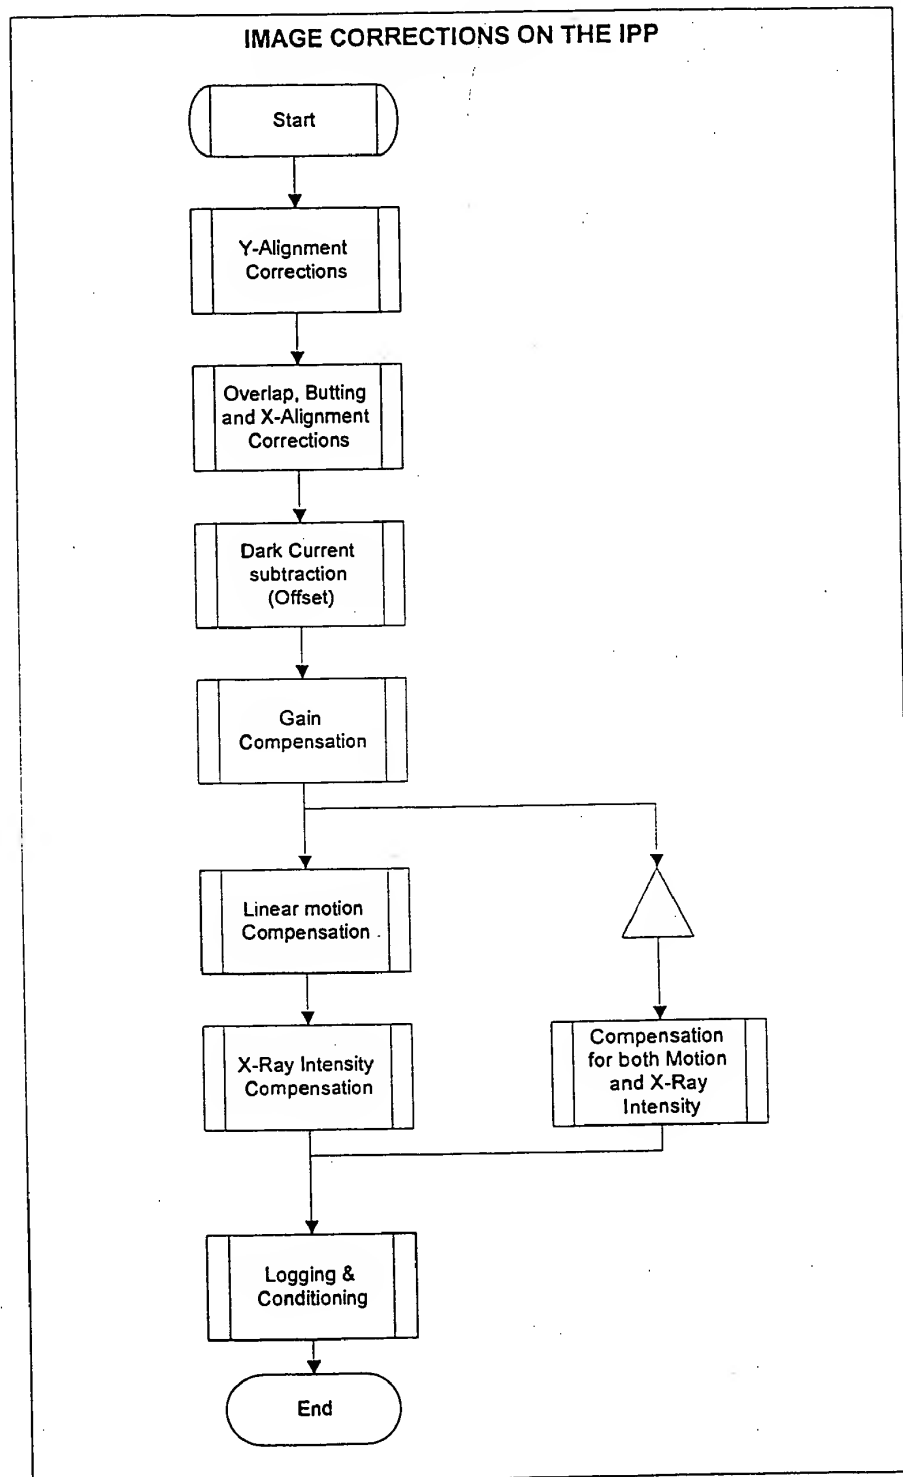 IMAGE CORRECTIONS ON THE IPP
Start
Y-Alignment
Corrections
Overlap, Butting
and X-Alignment
Corrections
Dark Current
subtraction
(Offset)
Gain
Compensation
Linear motion
Compensation
X-Ray Intensity
Compensation
Compensation
for both Motion
and X-Ray
Intensity
Logging &
Conditioning
End